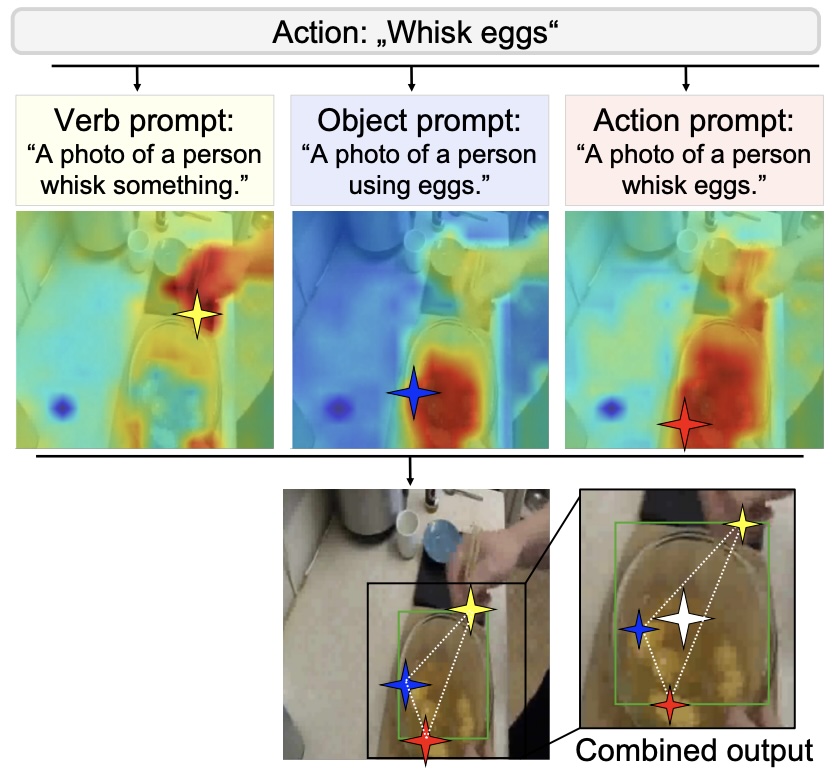 Action: „Whisk eggs“
Verb prompt:
“A photo of a person
whisk something.”
Object prompt:
“A photo of a person
using eggs.”
Action prompt:
“A photo of a person
whisk eggs.”
Combined output